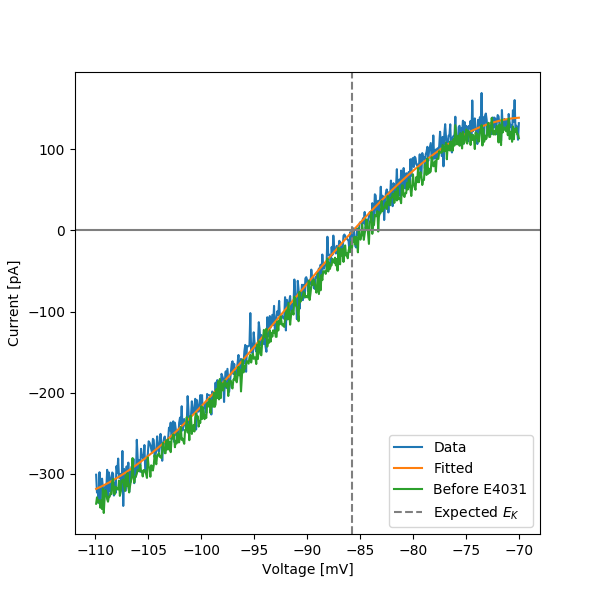 100
0
−100
−200
−300
Current [pA]
Data
Fitted
Before E4031
Expected $E_K$
−110 −105 −100 −95 −90 −85 −80 −75 −70
Voltage [mV]